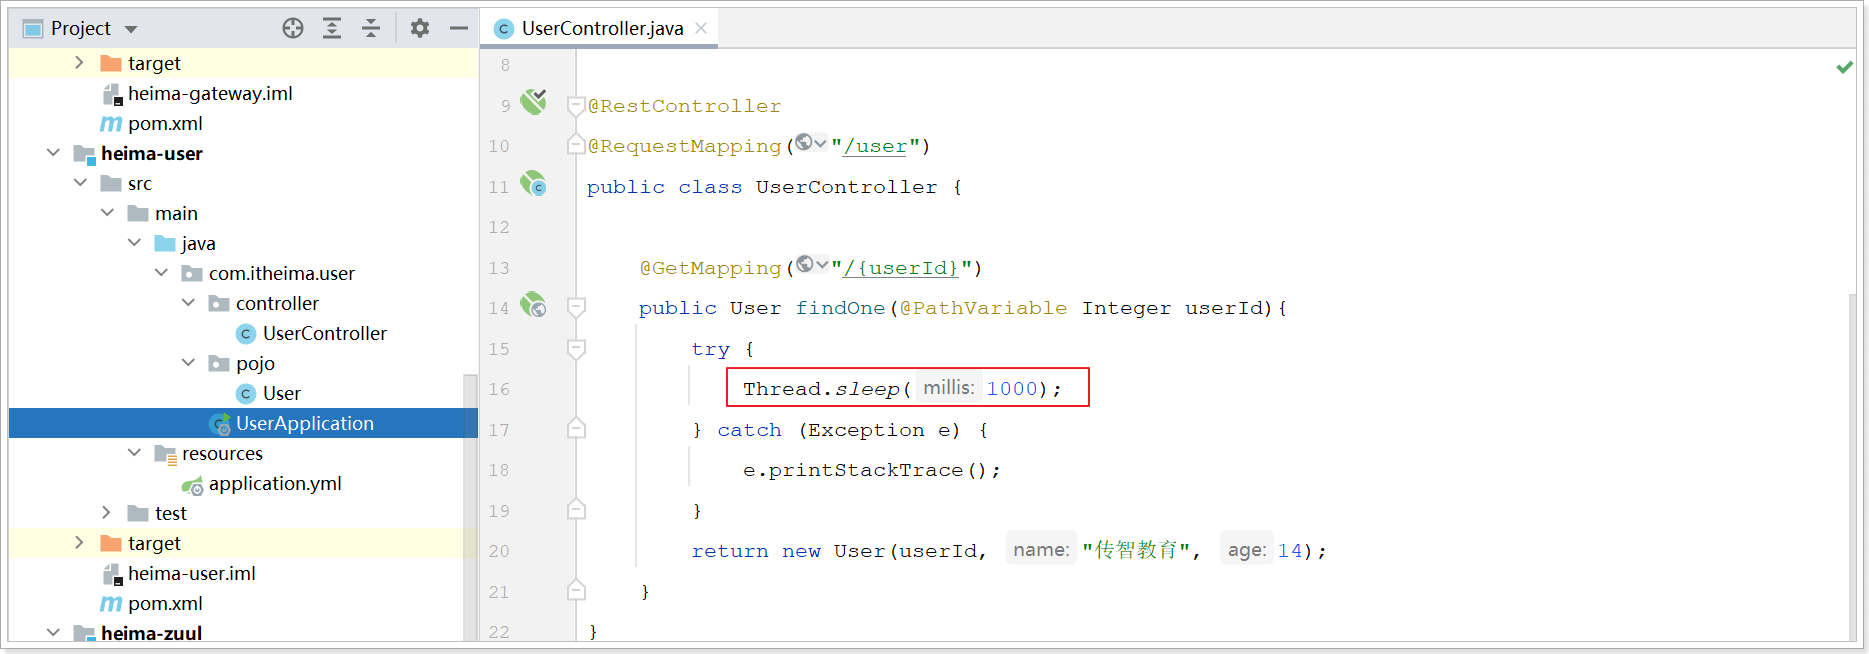 Project
target
heima-gateway.iml
pom.xml
heima-user
src
main
java
com.itheima.user
controller
UserController
pojo
User
UserApplication
resources
application.yml
test
target
heima-user.iml
pom.xml
heima-zuul
UserController.java
8
9 @RestController
10 @RequestMapping("/user")
11 public class UserController {
12
13 @GetMapping("/{userId}")
14 public User findOne(@PathVariable Integer userId){
15 try {
16 Thread.sleep( millis: 1000);
17 } catch (Exception e) {
18 e.printStackTrace();
19 }
20 return new User(userId, name: "传智教育", age: 14);
21 }
22 }